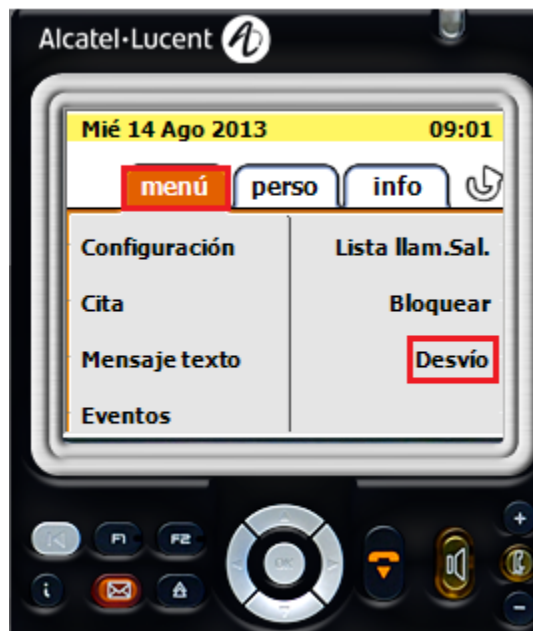 Alcatel·Lucent
Mié 14 Ago 2013 09:01
menú perso info
Configuración Lista llam.Sal.
Cita Bloquear
Mensaje texto Desvío
Eventos
F1 F2
OK
i
+
-